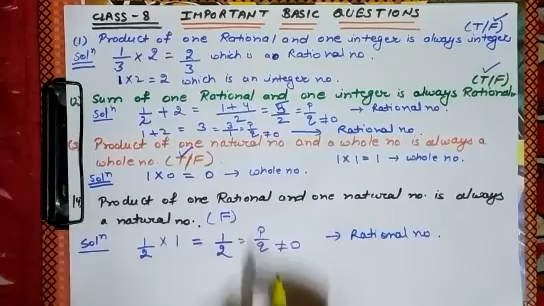 CLASS-8 IMPORTANT BASIC QUESTIONS
(T/F)
(1) Product of one Rational and one integer is always integer
Solⁿ 1/3 × 2 = 2/3 which is a Rational no.
1×2 = 2 which is an integer no.
(T/F)
Sum of one Rational and one integer is always Rational
Solⁿ 1/2 + 2 = 1+4/2 = 5/2 = p/q ≠0 → Rational no.
1+2 = 3 = 3/1 = p/q ≠0 → Rational no.
Product of one natural no. and a whole no. is always a
whole no. (T/F) 1×1 = 1 → whole no.
Solⁿ 1×0 = 0 → whole no.
Product of one Rational and one natural no. is always
a natural no. (F)
Solⁿ 1/2 × 1 = 1/2 = p/q ≠0 → Rational no.